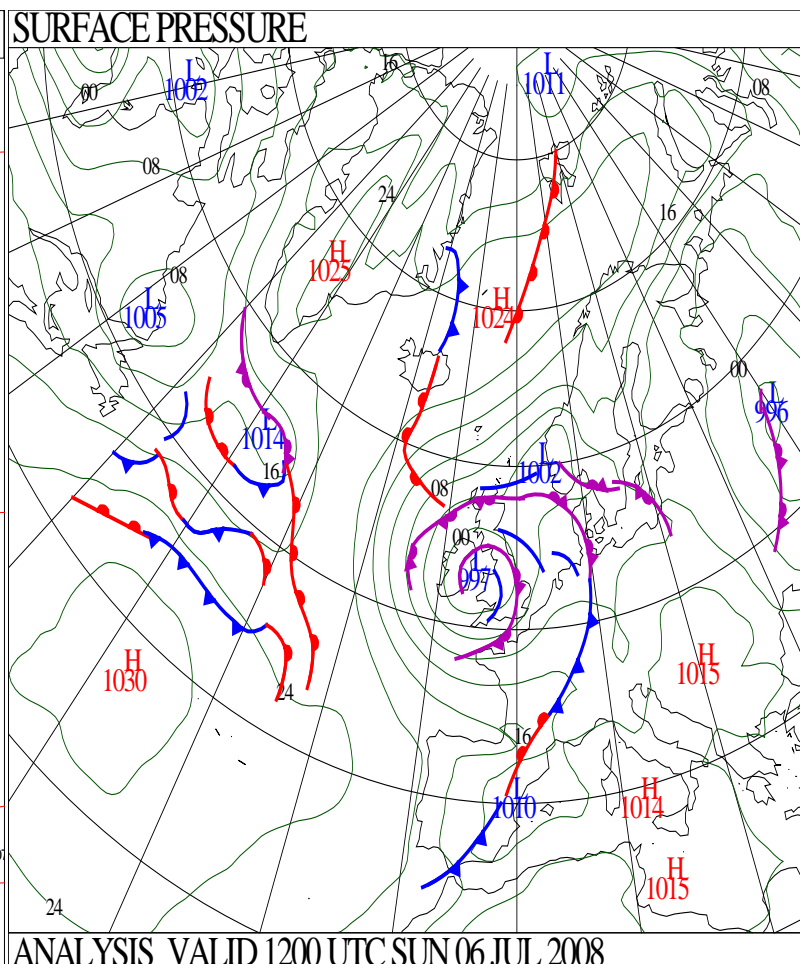 SURFACE PRESSURE
16
L
1011
L
1002
00
08
08
24
16
H
1025
08
L
1005
H
1024
00
L
996
L
1014
16
L
1002
08
00
L
997
H
1030
H
1015
24
16
L
1010
H
1014
H
1015
24
ANALYSIS VALID 1200 UTC SUN 06 JUL 2008